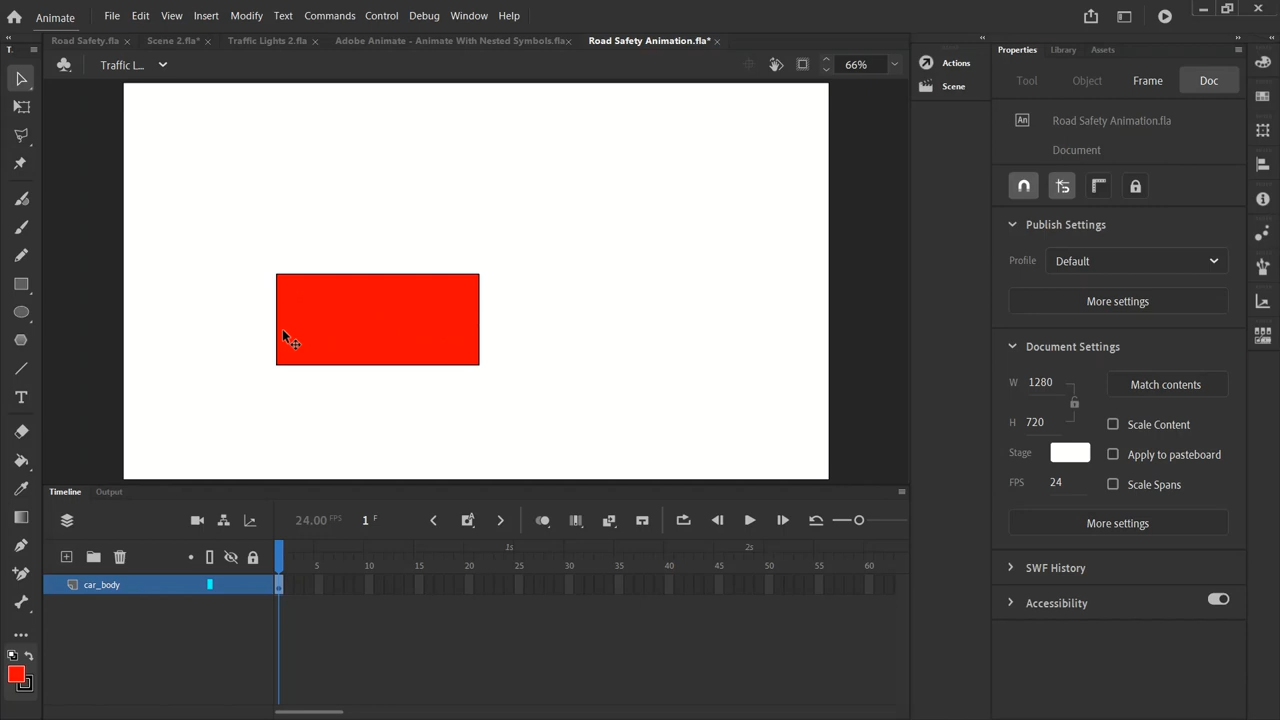 Animate File Edit View Insert Modify Text Commands Control Debug Window Help
Road Safety.fla × Scene 2.fla* × Traffic Lights 2.fla × Adobe Animate - Animate With Nested Symbols.fla× Road Safety Animation.fla* ×
Traffic L... 66%
Actions
Scene
Properties Library Assets
Tool Object Frame Doc
An Road Safety Animation.fla
Document
Publish Settings
Profile Default
More settings
Document Settings
W 1280 Match contents
H 720 Scale Content
Stage Apply to pasteboard
FPS 24 Scale Spans
More settings
SWF History
Accessibility
T.
Timeline Output
24.00 FPS 1 F
1s 2s
5 10 15 20 25 30 35 40 45 50 55 60
car_body